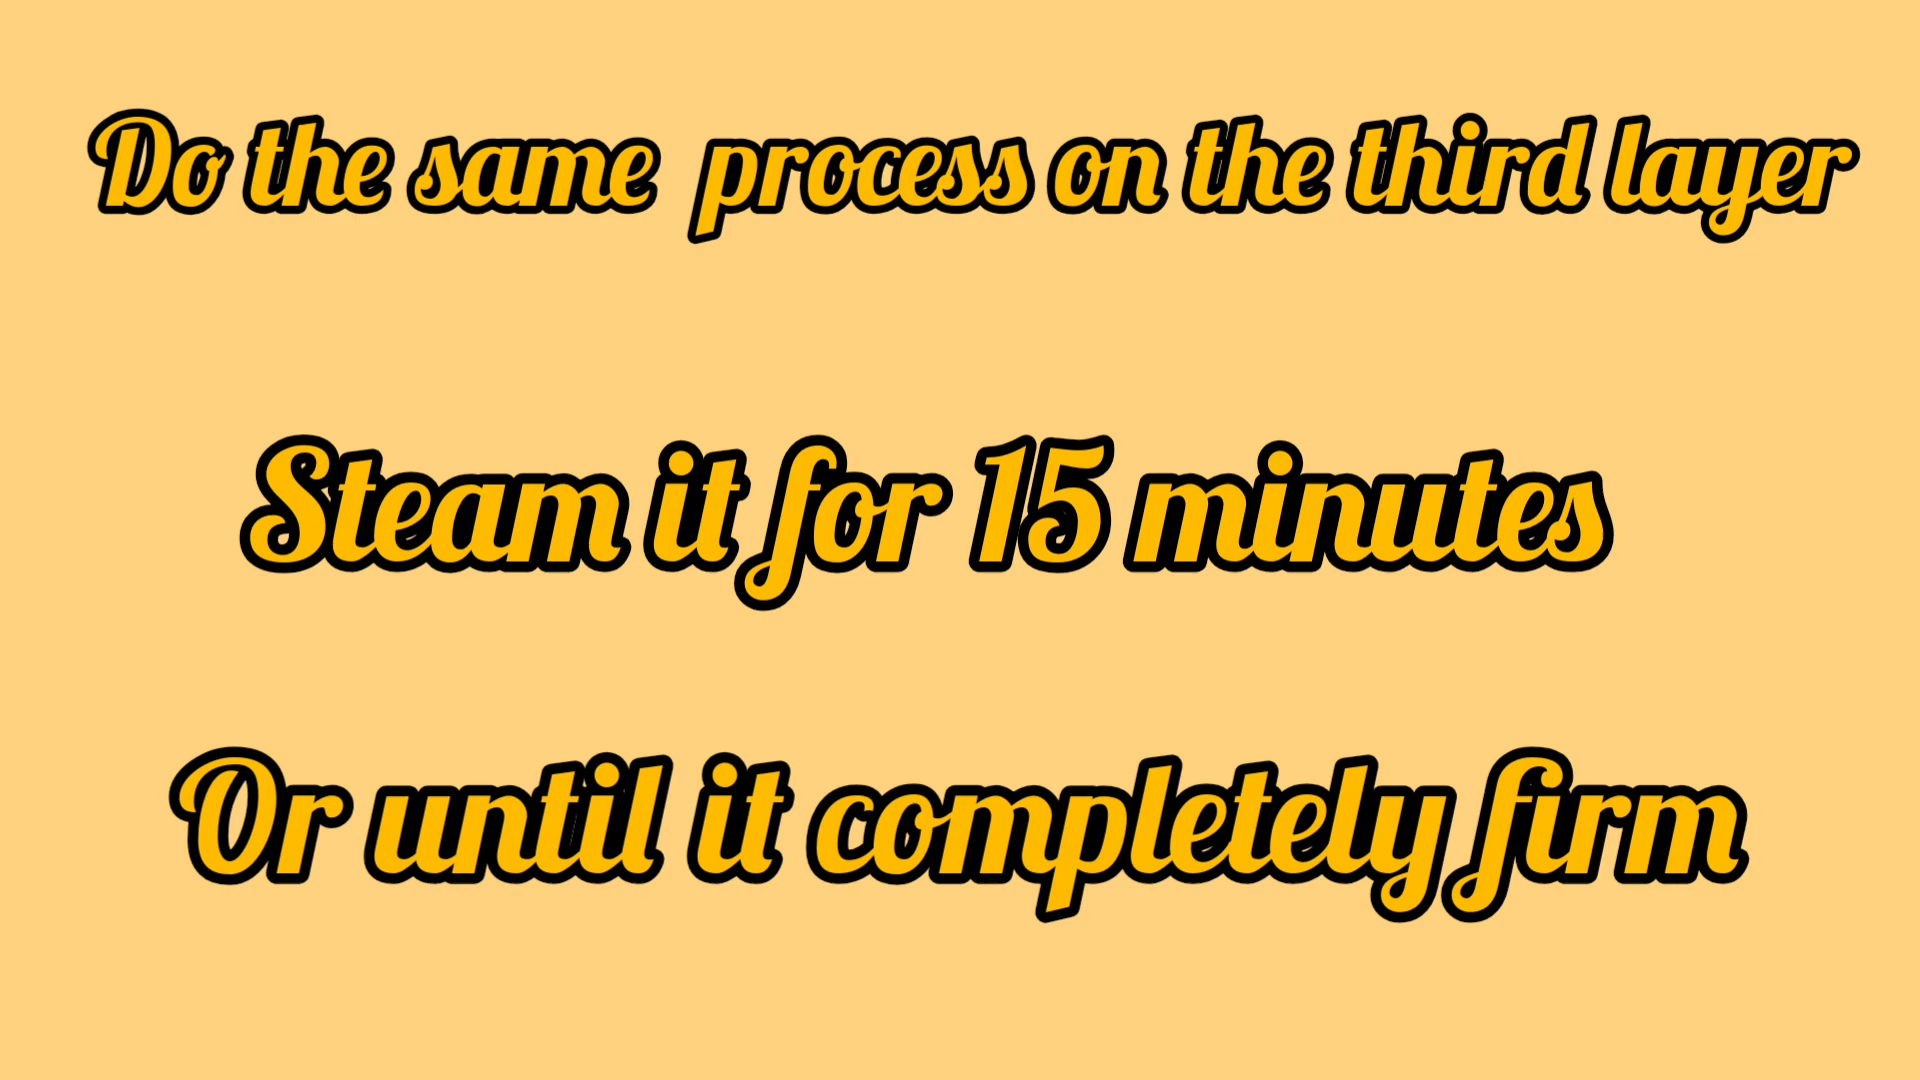 Do the same process on the third layer
Steam it for 15 minutes
Or until it completely firm